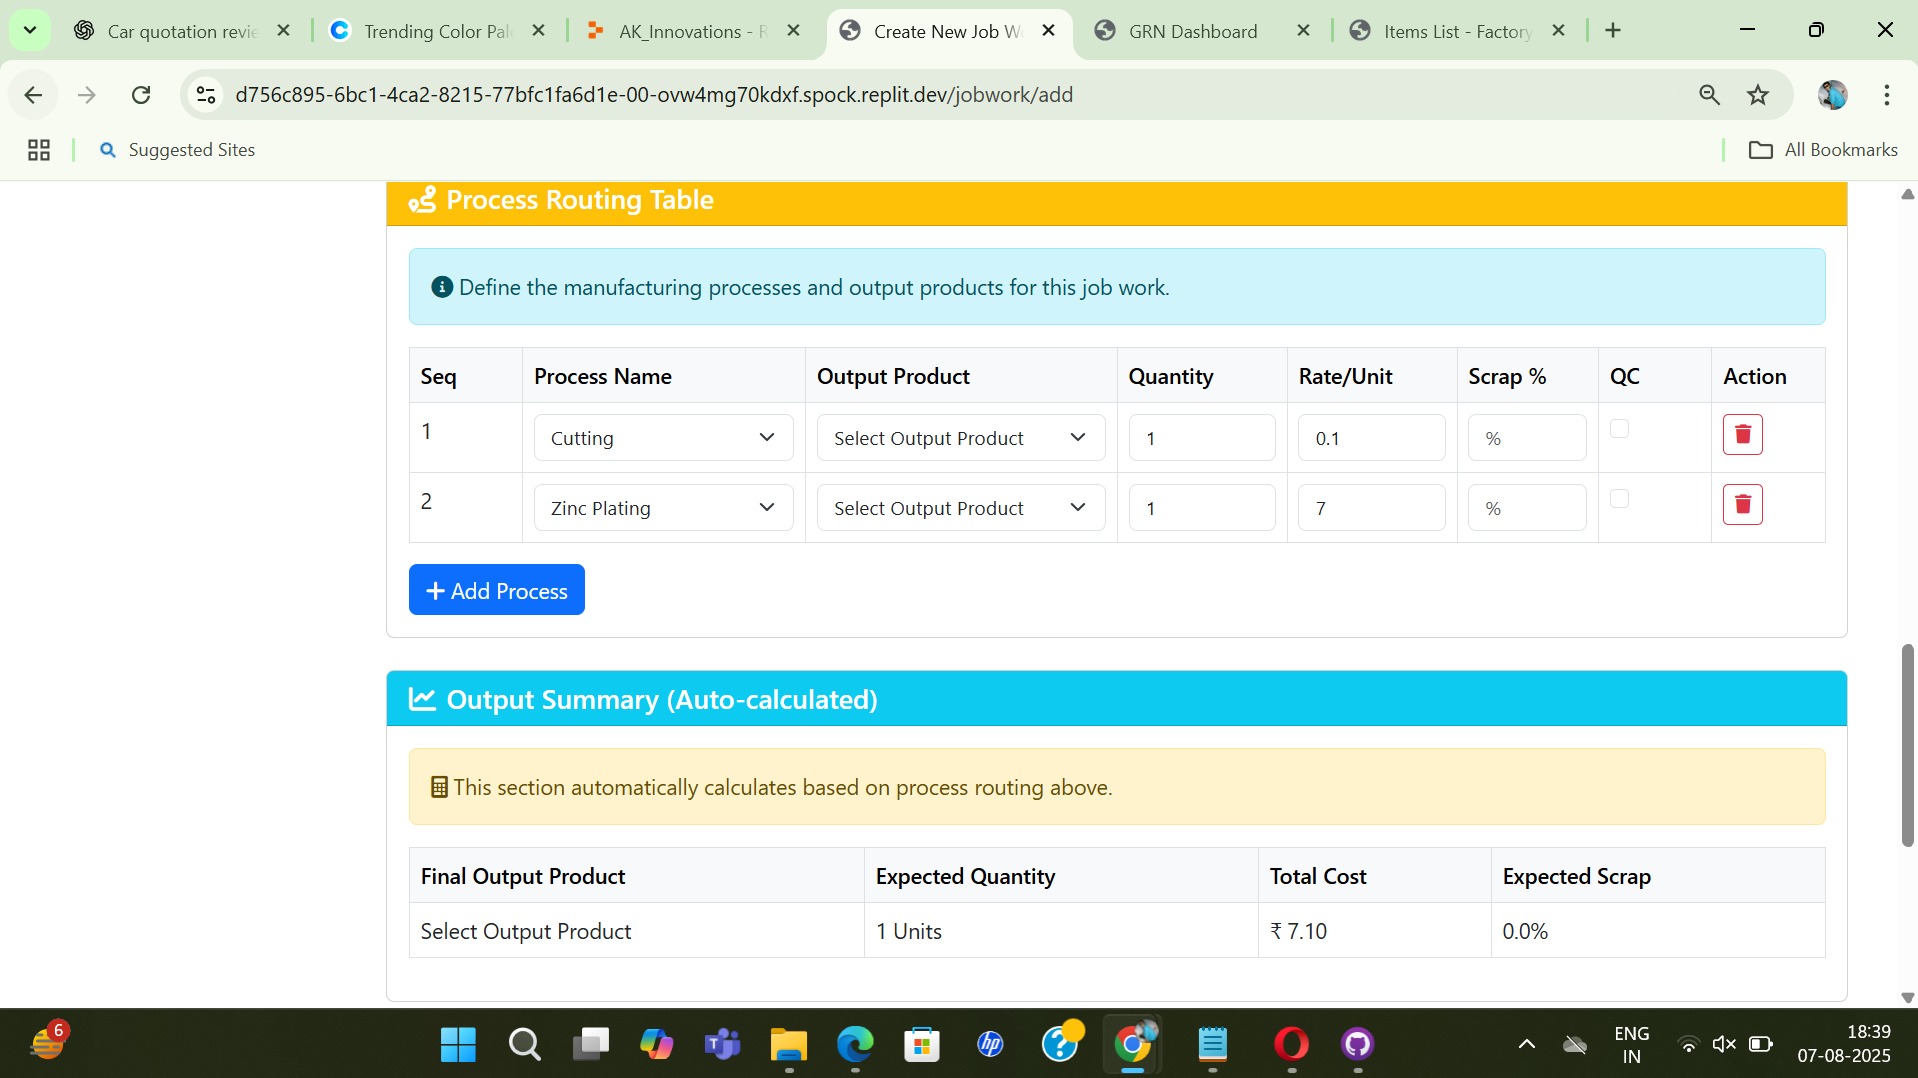 Car quotation revie
Trending Color Pal
AK_Innovations - R
Create New Job W
GRN Dashboard
Items List - Factory
d756c895-6bc1-4ca2-8215-77bfc1fa6d1e-00-ovw4mg70kdxf.spock.replit.dev/jobwork/add
Suggested Sites
All Bookmarks
Process Routing Table
Define the manufacturing processes and output products for this job work.
Seq Process Name Output Product Quantity Rate/Unit Scrap % QC Action
1 Cutting Select Output Product 1 0.1 %
2 Zinc Plating Select Output Product 1 7 %
+ Add Process
Output Summary (Auto-calculated)
This section automatically calculates based on process routing above.
Final Output Product Expected Quantity Total Cost Expected Scrap
Select Output Product 1 Units ₹ 7.10 0.0%
6
hp
ENG
IN
18:39
07-08-2025